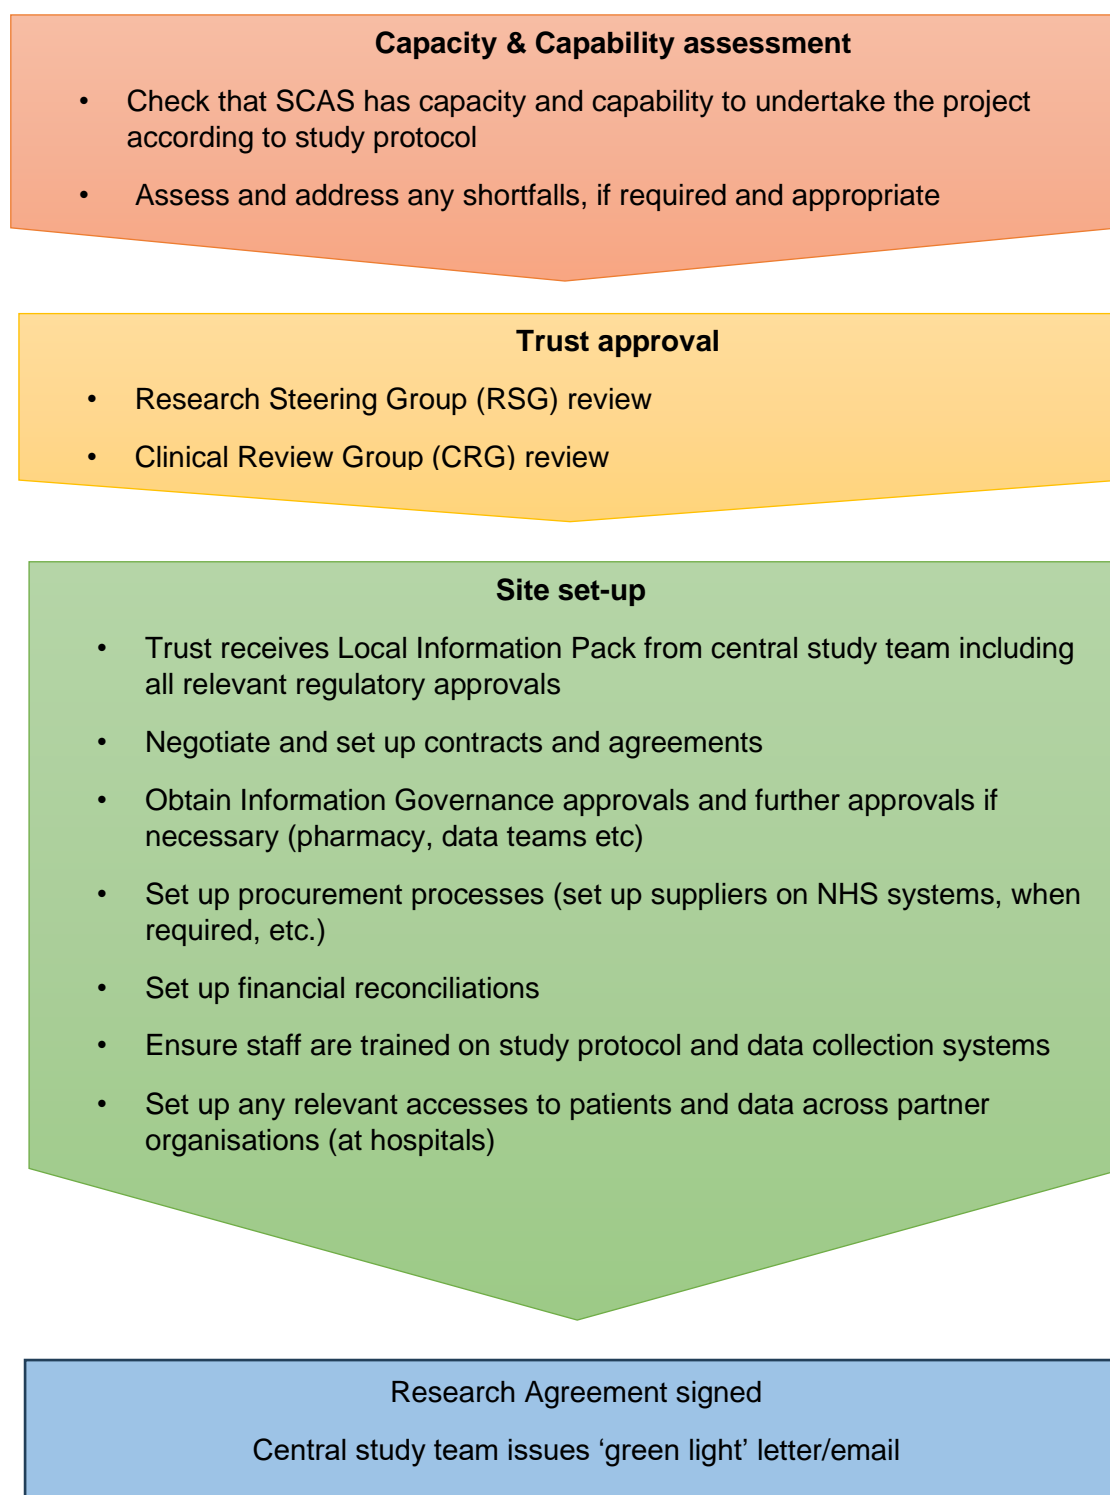 Capacity & Capability assessment
• Check that SCAS has capacity and capability to undertake the project
according to study protocol
• Assess and address any shortfalls, if required and appropriate
Trust approval
• Research Steering Group (RSG) review
• Clinical Review Group (CRG) review
Site set-up
• Trust receives Local Information Pack from central study team including
all relevant regulatory approvals
• Negotiate and set up contracts and agreements
• Obtain Information Governance approvals and further approvals if
necessary (pharmacy, data teams etc)
• Set up procurement processes (set up suppliers on NHS systems, when
required, etc.)
• Set up financial reconciliations
• Ensure staff are trained on study protocol and data collection systems
• Set up any relevant accesses to patients and data across partner
organisations (at hospitals)
Research Agreement signed
Central study team issues ‘green light’ letter/email